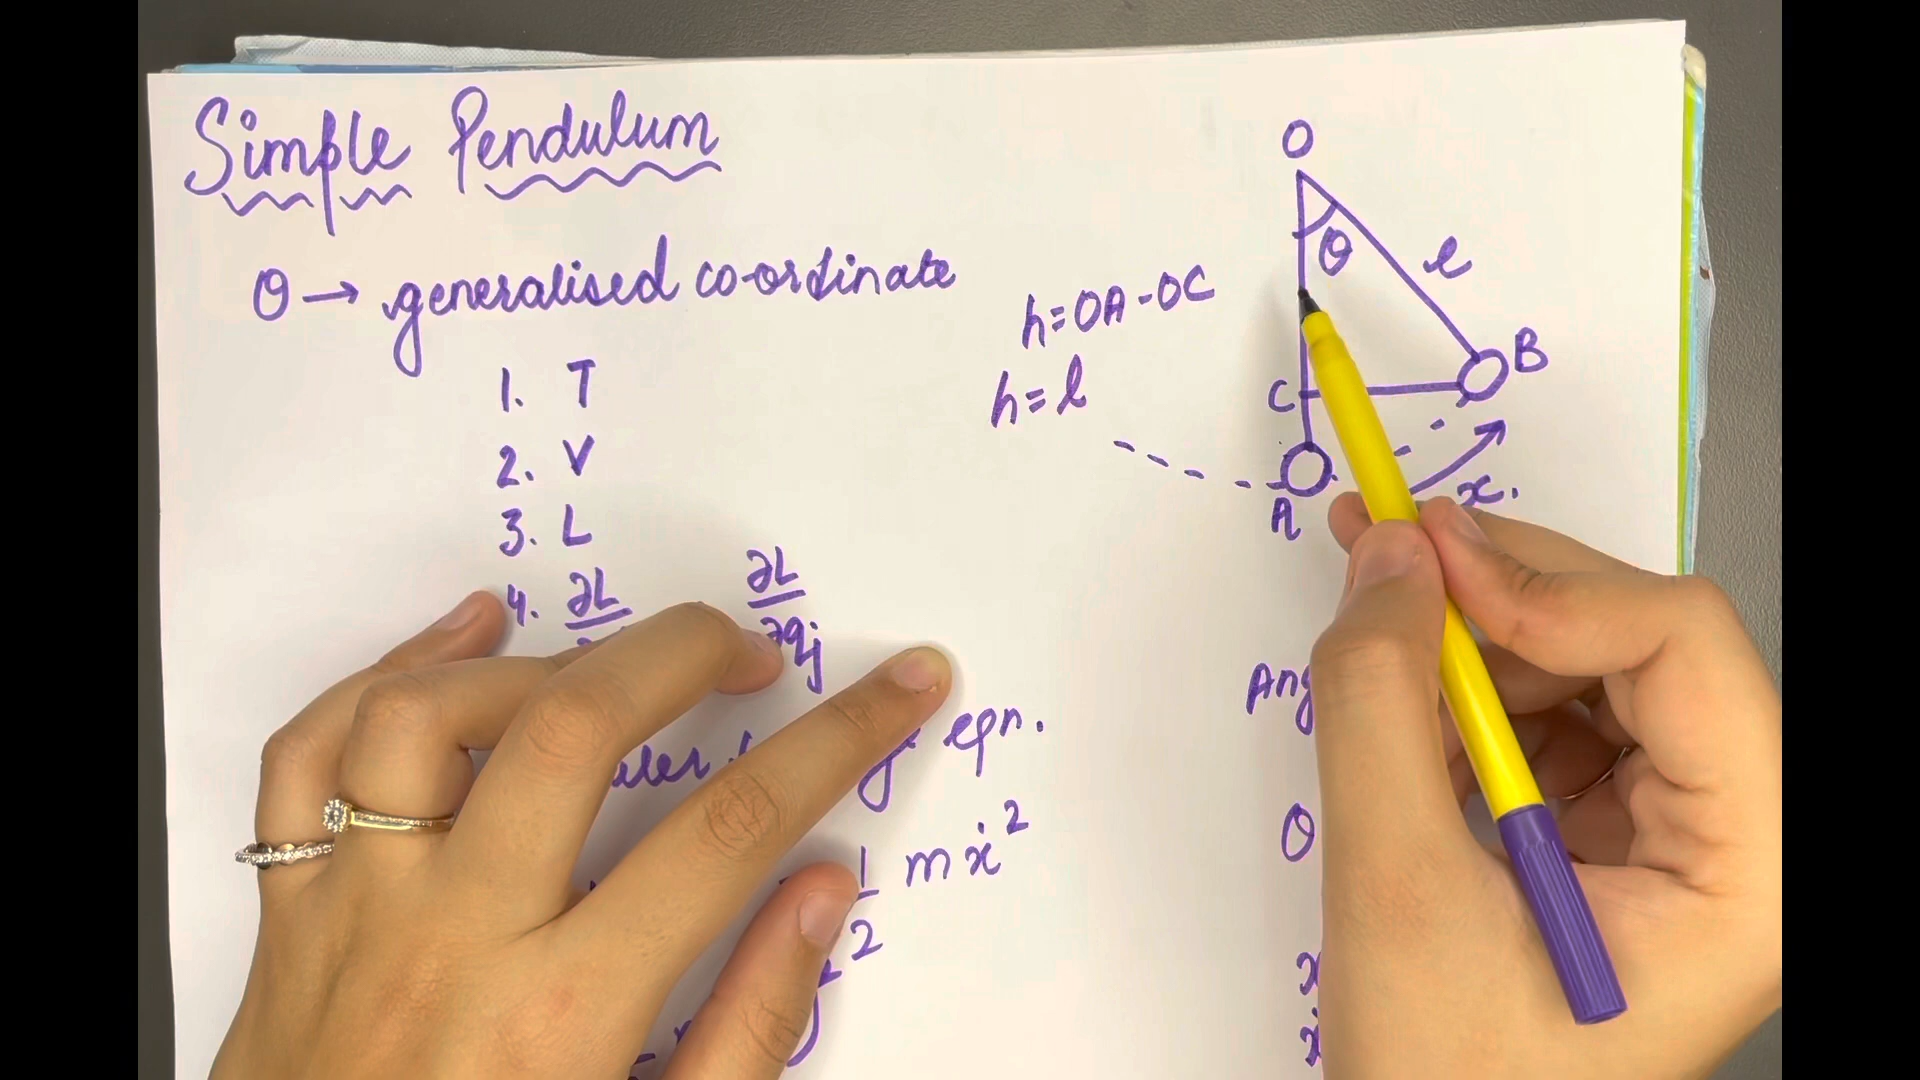 Simple Pendulum
θ → generalised co-ordinate
1. T
2. V
3. L
4. ∂L
∂L
∂qj
eqn.
1 m ẋ²
2
O
θ
l
h = OA - OC
h = l
B
C
A
x.
Ang
θ
x
ẋ